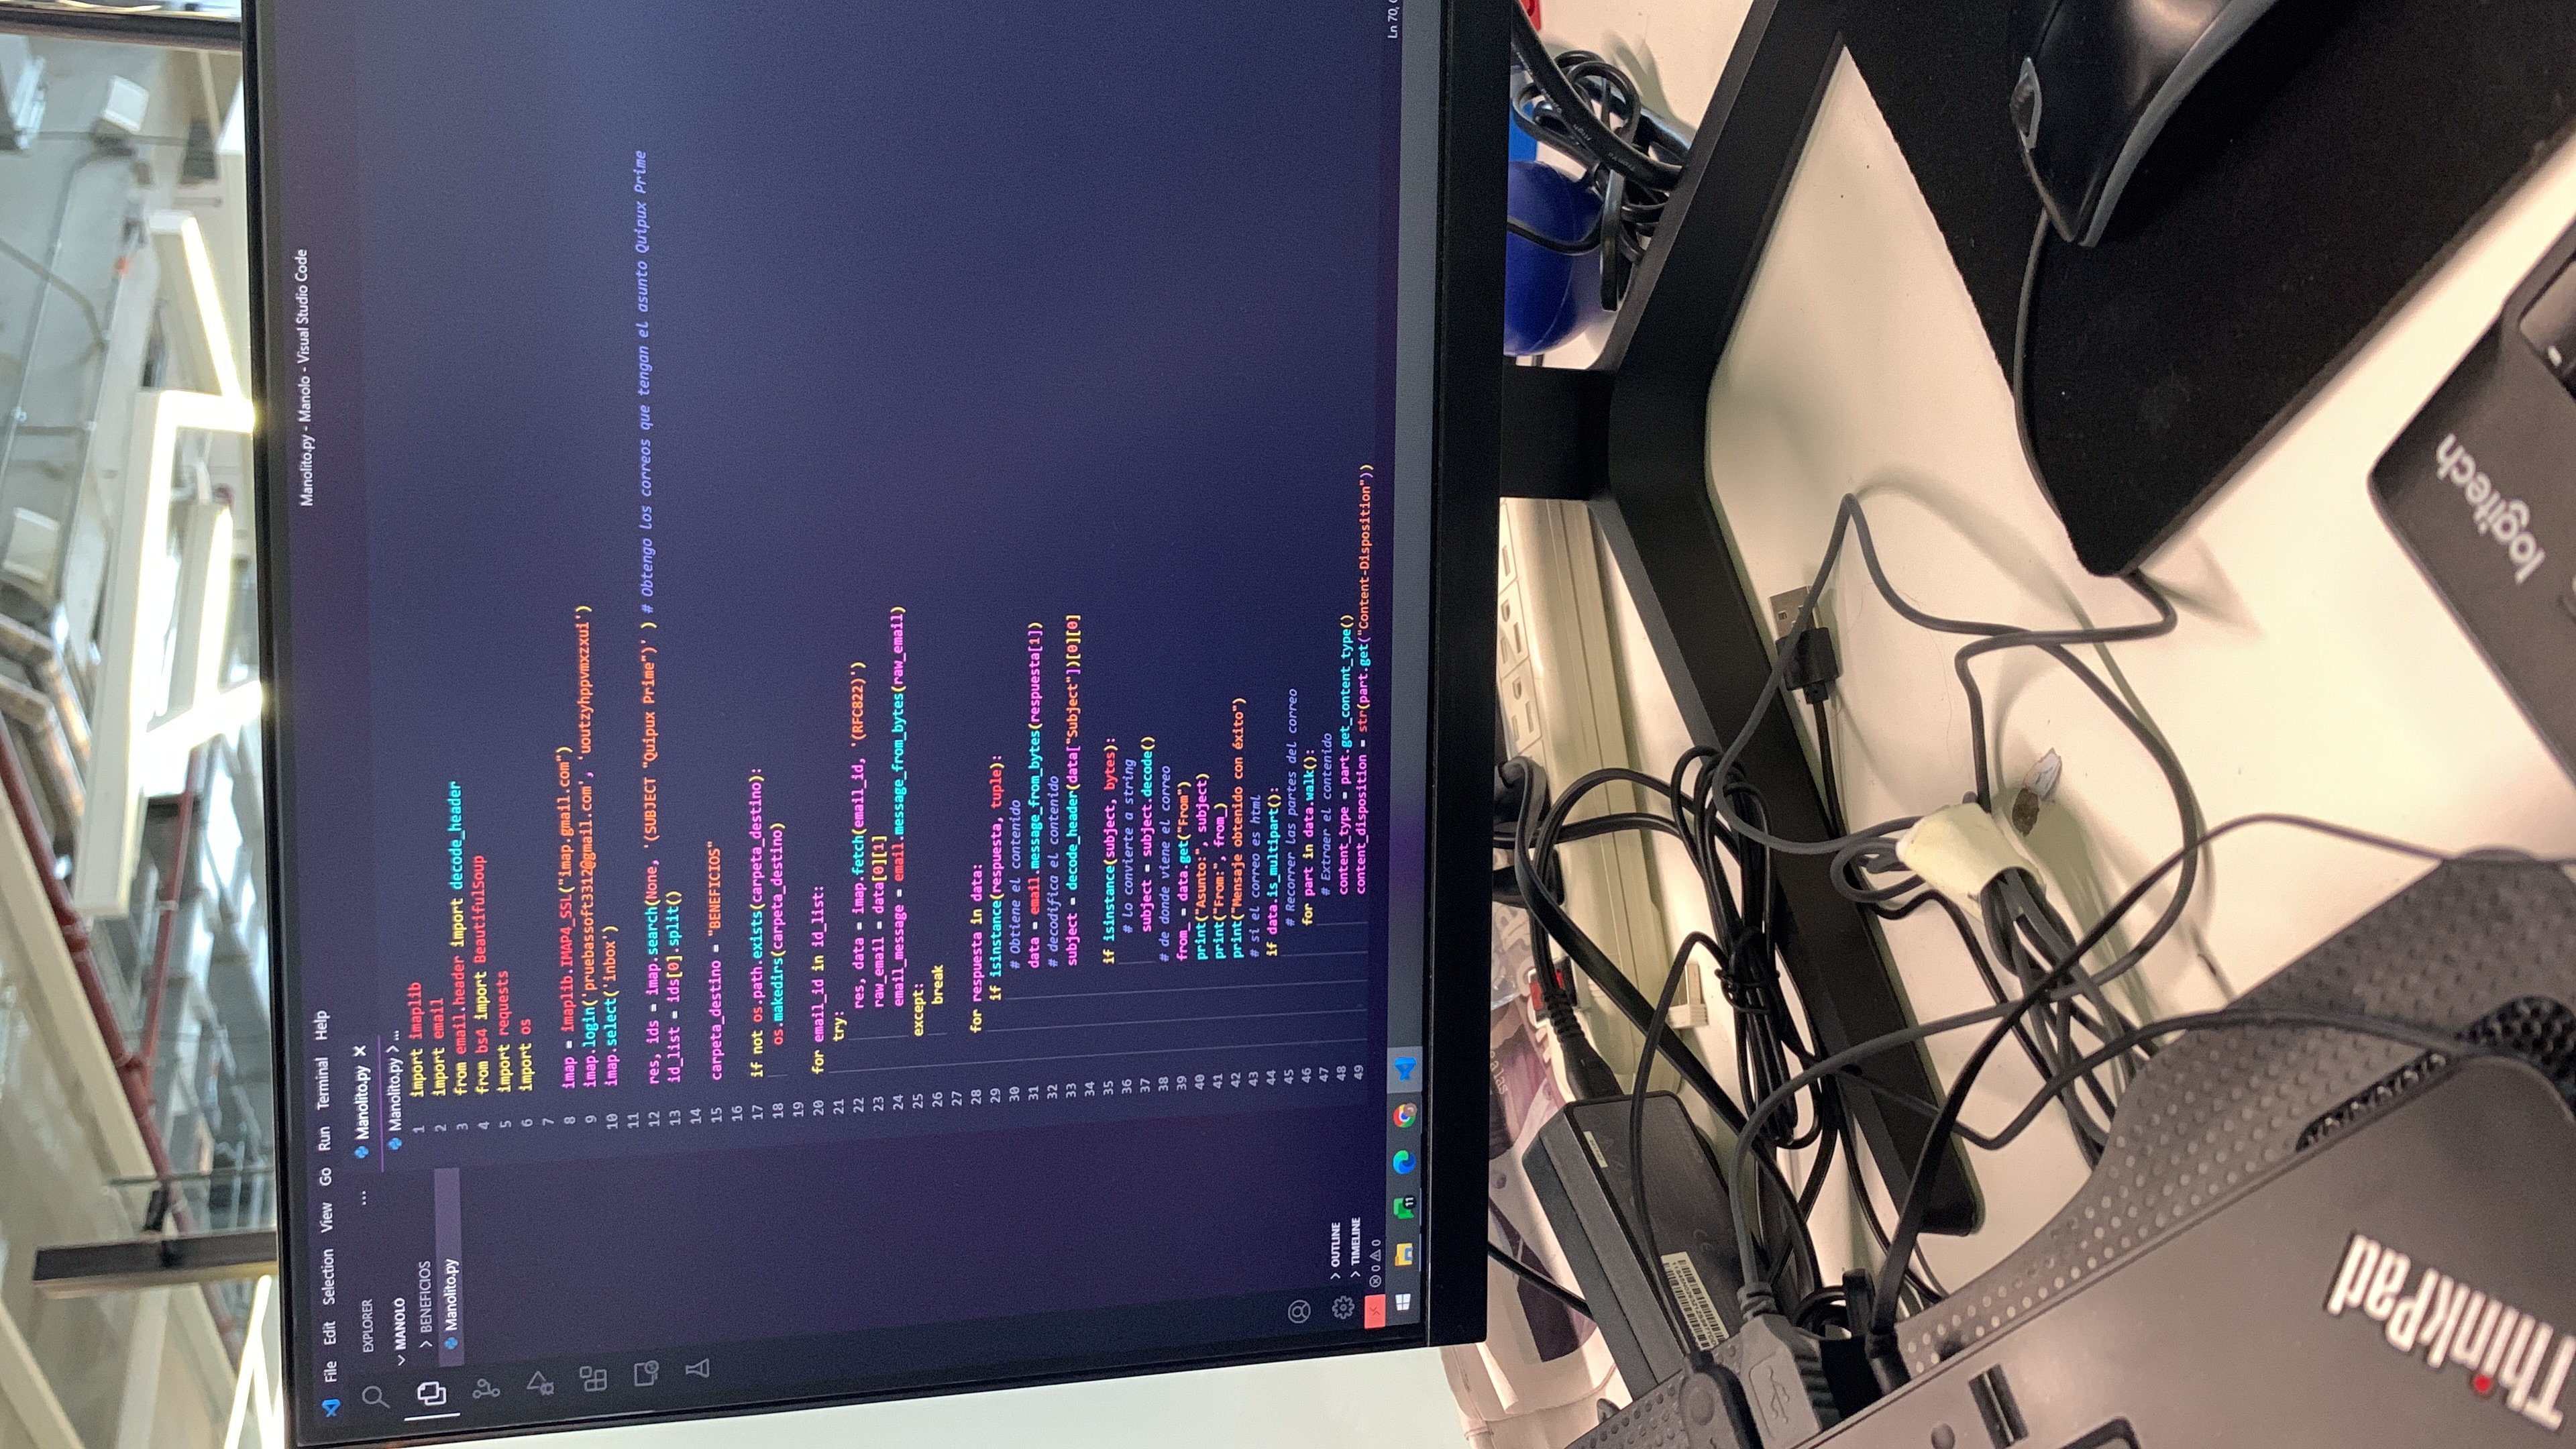 Manolito.py - Manolo - Visual Studio Code
File Edit Selection View Go Run Terminal Help
EXPLORER
MANOLO
BENEFICIOS
Manolito.py
Manolito.py
Manolito.py > ...
1 import imaplib
2 import email
3 from email.header import decode_header
4 from bs4 import BeautifulSoup
5 import requests
6 import os
7
8 imap = imaplib.IMAP4_SSL("imap.gmail.com")
9 imap.login('pruebassoft3312@gmail.com', 'uoutzyhppvmxzxui')
10 imap.select('inbox')
11
12 res, ids = imap.search(None, '(SUBJECT "Quipux Prime")' ) # Obtengo los correos que tengan el asunto Quipux Prime
13 id_list = ids[0].split()
14
15 carpeta_destino = "BENEFICIOS"
16
17 if not os.path.exists(carpeta_destino):
18 os.makedirs(carpeta_destino)
19
20 for email_id in id_list:
21 try:
22 res, data = imap.fetch(email_id, '(RFC822)')
23 raw_email = data[0][1]
24 email_message = email.message_from_bytes(raw_email)
25 except:
26 break
27
28 for respuesta in data:
29 if isinstance(respuesta, tuple):
30 # Obtiene el contenido
31 data = email.message_from_bytes(respuesta[1])
32 # decodifica el contenido
33 subject = decode_header(data["Subject"])[0][0]
34
35 if isinstance(subject, bytes):
36 # lo convierte a string
37 subject = subject.decode()
38 # de donde viene el correo
39 from_ = data.get("From")
40 print("Asunto:", subject)
41 print("From:", from_)
42 print("Mensaje obtenido con éxito")
43 # si el correo es html
44 if data.is_multipart():
45 # Recorrer las partes del correo
46 for part in data.walk():
47 # Extraer el contenido
48 content_type = part.get_content_type()
49 content_disposition = str(part.get("Content-Disposition"))
OUTLINE
TIMELINE
0 0
Ln 70,
11
ThinkPad
logitech